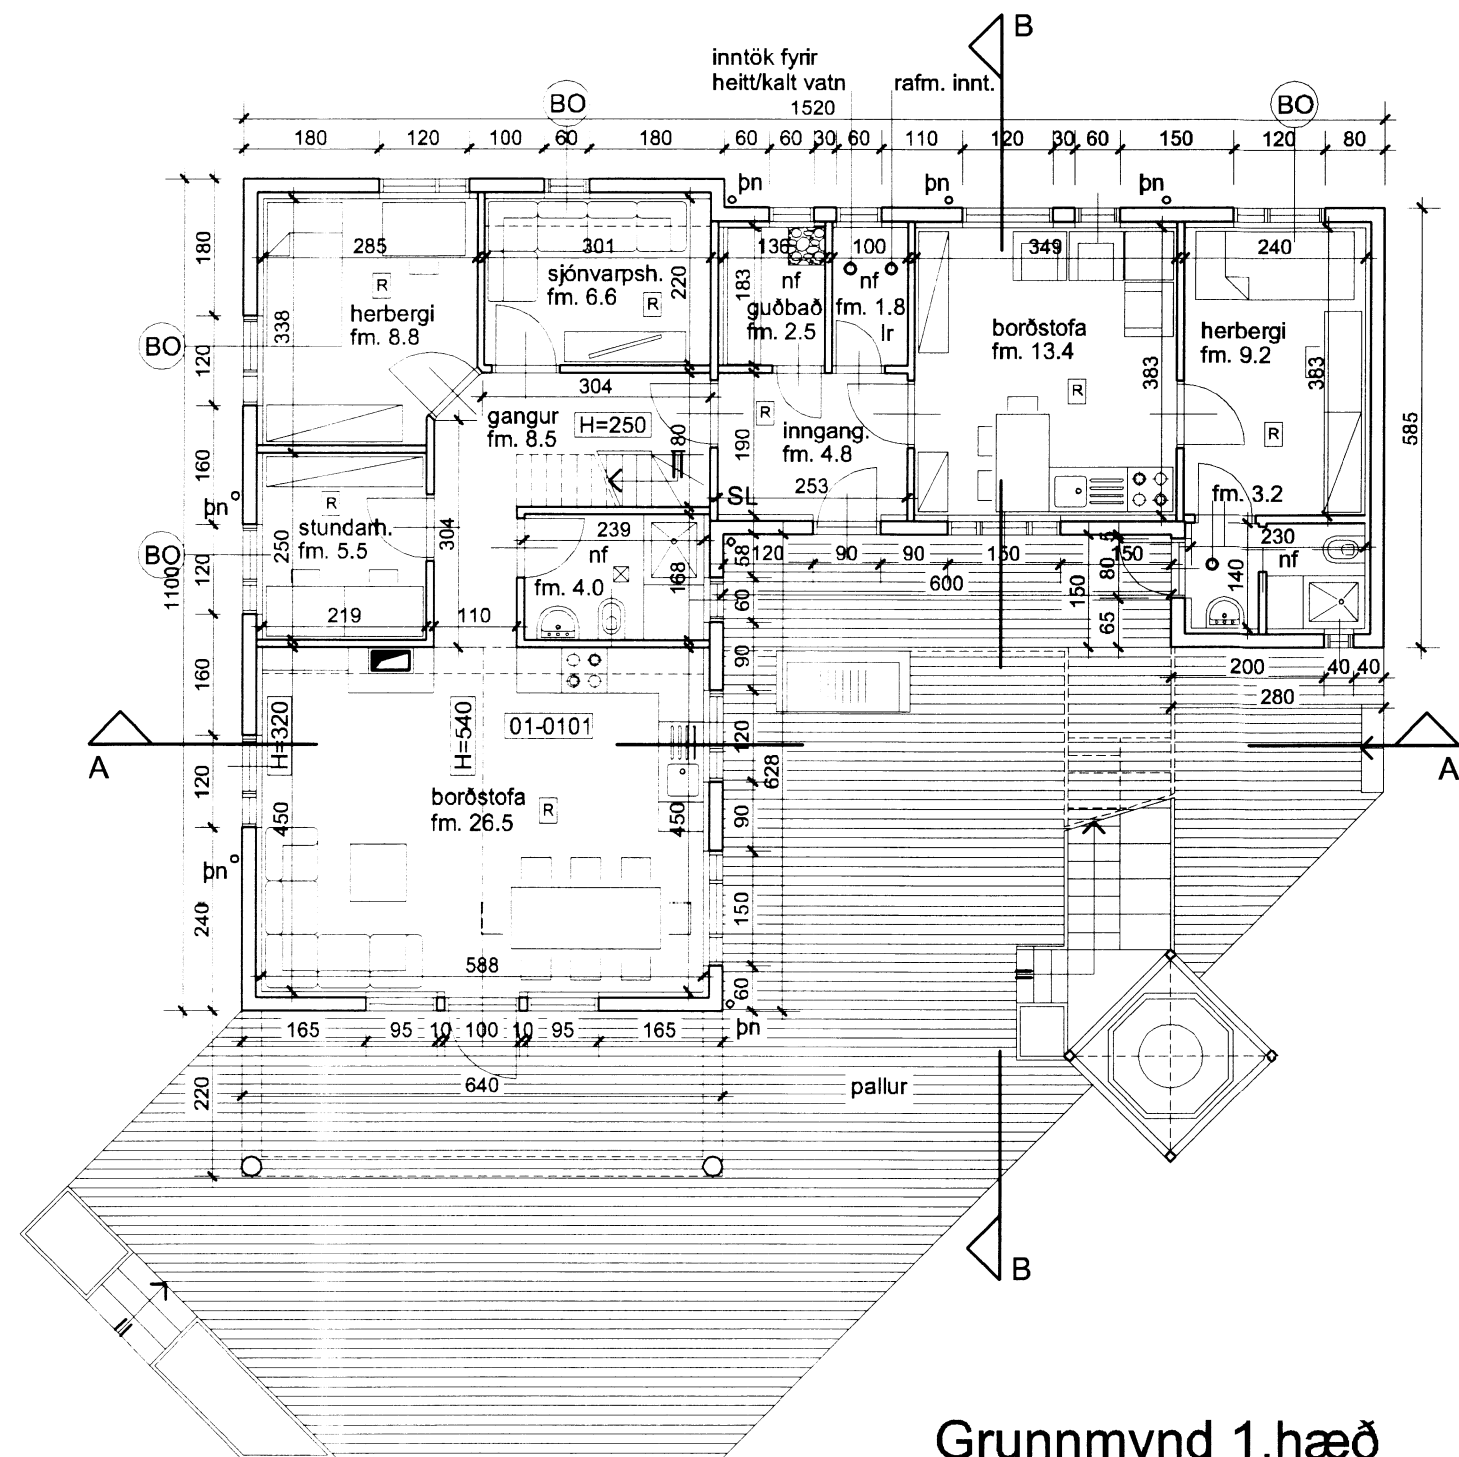 B
inntök fyrir
heitt/kalt vatn
rafm. innt.
BO
BO
1520
180 120 100 60 180 60 60 30 60 110 120 30 60 150 120 80
þn þn þn
285 301 136 100 349 240
sjónvarpsh.
fm. 6.6
R
220
183
nf
guðbað
fm. 2.5
nf
fm. 1.8
lr
R
herbergi
fm. 8.8
338
borðstofa
fm. 13.4
R
383
herbergi
fm. 9.2
R
383
585
180
BO
120
304
gangur
fm. 8.5
H=250
80
R
190
inngang.
fm. 4.8
253
SL
160
þn
R
stundarh.
fm. 5.5
250
304
BO
120
1100
219
110
239
nf
fm. 4.0
168
58
120 90 90 150 150
600
60
5
80
150
65
fm. 3.2
230
nf
140
200 40 40
280
160
90
H=320
H=540
01-0101
120
628
A
A
120
borðstofa
fm. 26.5
R
450
450
90
þn
240
150
588
60
þn
165 95 10 100 10 95 165
640
220
pallur
B
Grunnmynd 1.hæð